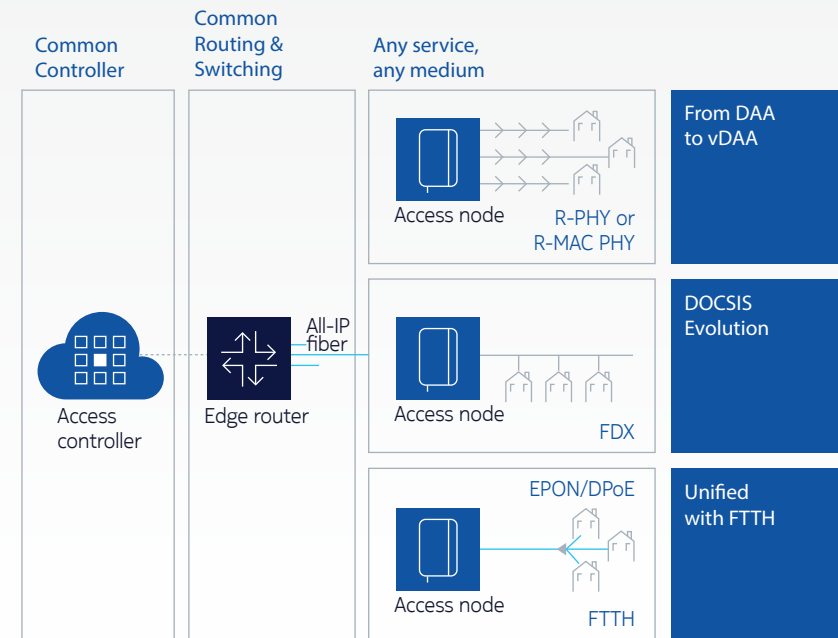 Common
Controller
Common
Routing &
Switching
Any service,
any medium
Access node
R-PHY or
R-MAC PHY
From DAA
to vDAA
Access
controller
Edge router
All-IP
fiber
Access node
FDX
DOCSIS
Evolution
EPON/DPoE
Access node
FTTH
Unified
with FTTH